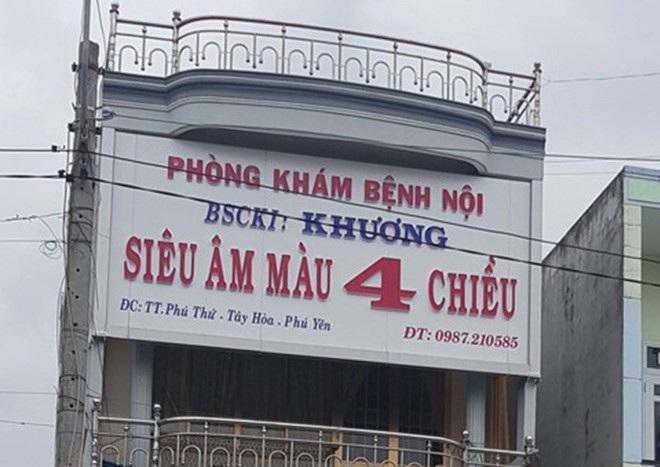 PHÒNG KHÁM BỆNH NỘI
BSCKI: KHƯƠNG
SIÊU ÂM MÀU 4 CHIỀU
ĐC: TT.Phú Thứ - Tây Hòa - Phú Yên
ĐT: 0987.210585